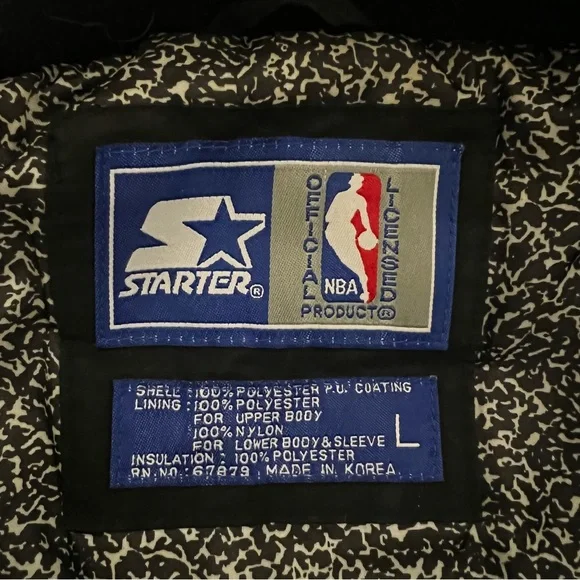 STARTER®
OFFICIAL
LICENSED
NBA
PRODUCT®
SHELL : 100% POLYESTER P.U. COATING
LINING : 100% POLYESTER
FOR UPPER BODY
100% NYLON
FOR LOWER BODY & SLEEVE
L
INSULATION : 100% POLYESTER
RN.NO : 67879 MADE IN KOREA